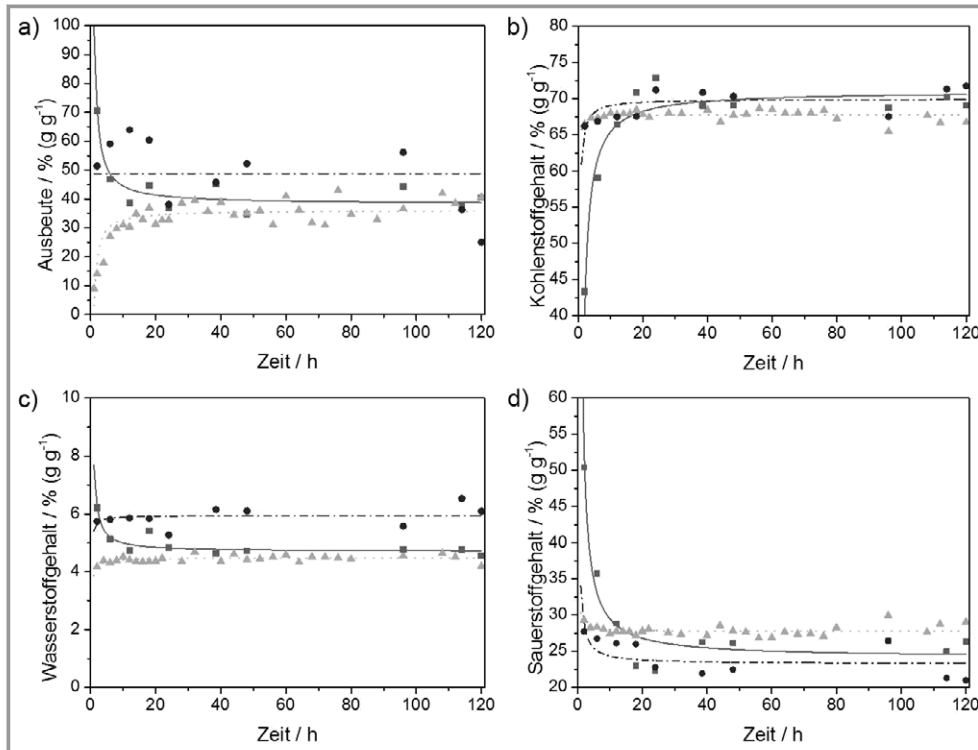 a)
Ausbeute / % (g g⁻¹)
100
90
80
70
60
50
40
30
20
10
0
0 20 40 60 80 100 120
Zeit / h
b)
Kohlenstoffgehalt / % (g g⁻¹)
80
75
70
65
60
55
50
45
40
0 20 40 60 80 100 120
Zeit / h
c)
Wasserstoffgehalt / % (g g⁻¹)
10
8
6
4
2
0
0 20 40 60 80 100 120
Zeit / h
d)
Sauerstoffgehalt / % (g g⁻¹)
60
55
50
45
40
35
30
25
20
0 20 40 60 80 100 120
Zeit / h